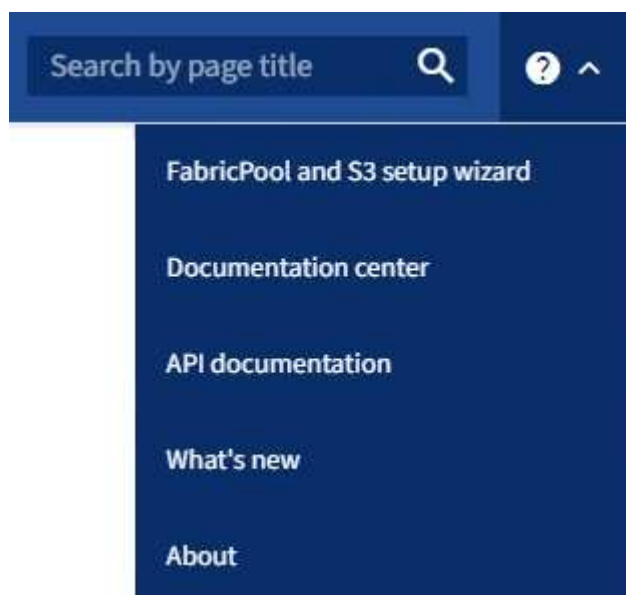 Search by page title
FabricPool and S3 setup wizard
Documentation center
API documentation
What's new
About